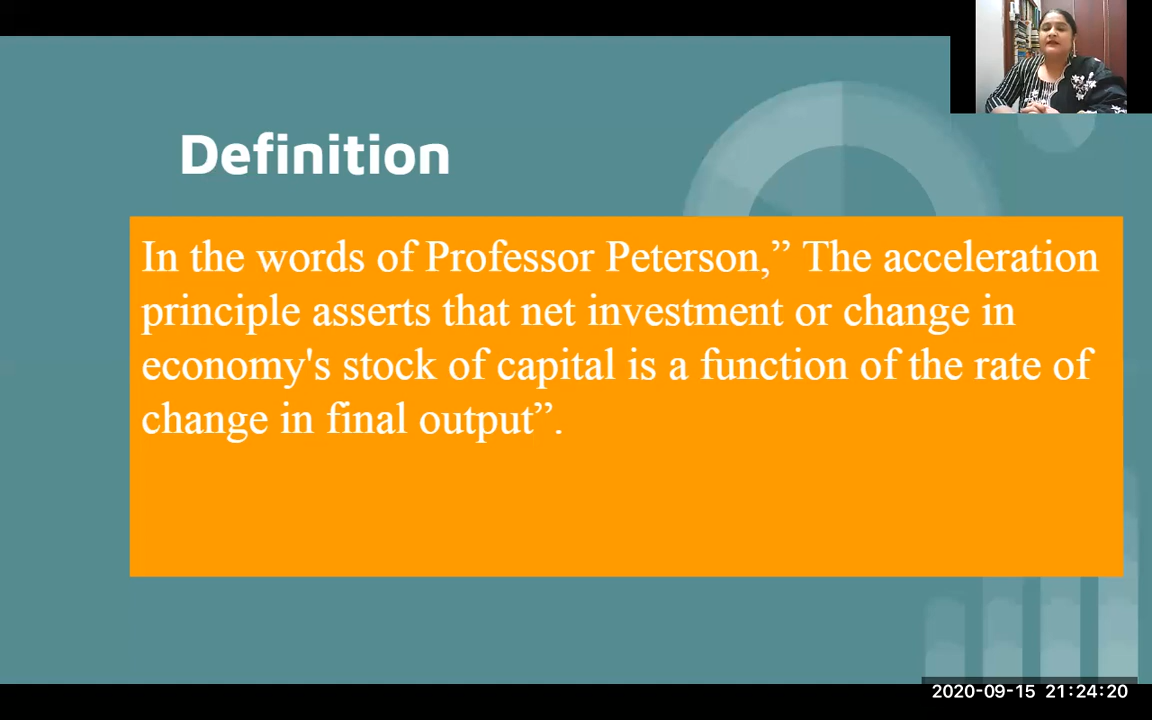 Definition
In the words of Professor Peterson,” The acceleration
principle asserts that net investment or change in
economy's stock of capital is a function of the rate of
change in final output”.
2020-09-15 21:24:20